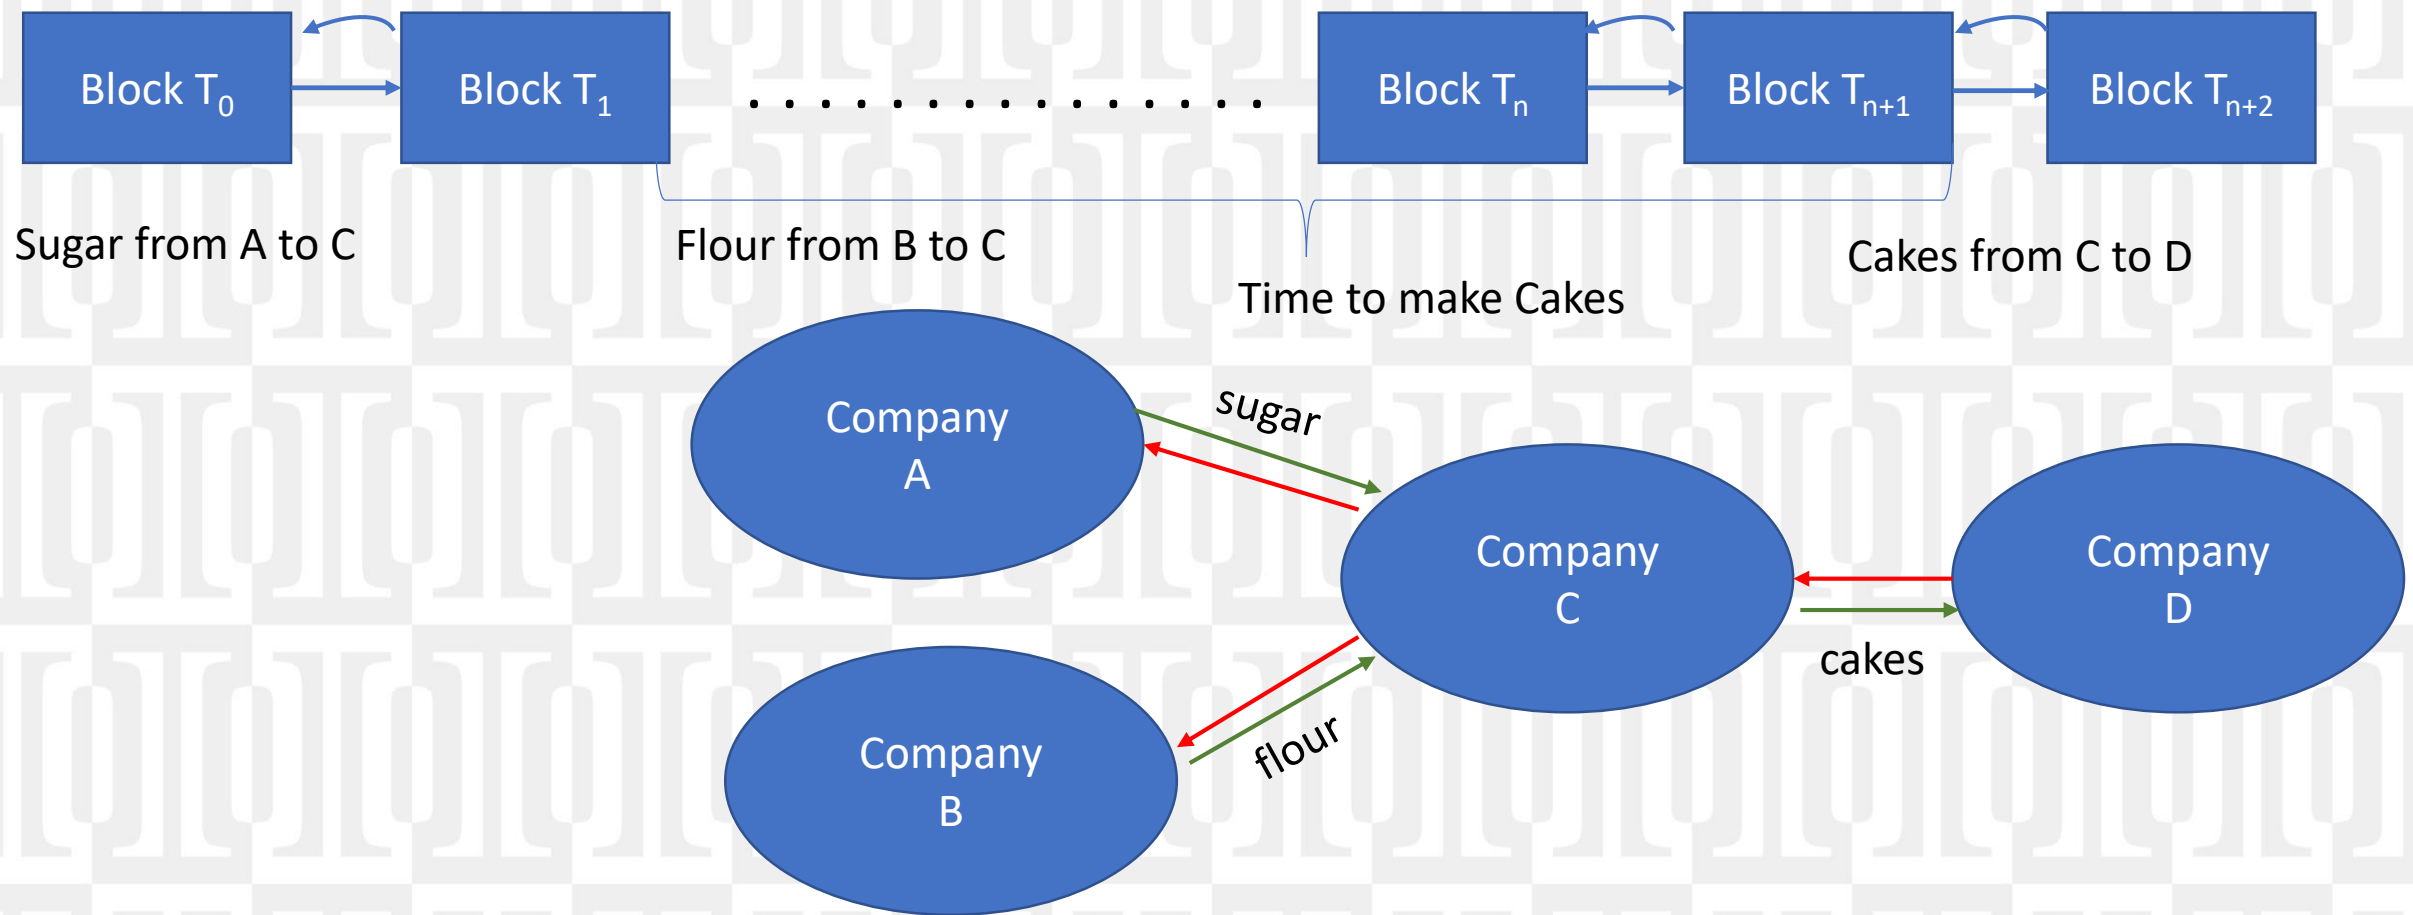 Block T₀
Block T₁
Block Tₙ
Block Tₙ₊₁
Block Tₙ₊₂
Sugar from A to C
Flour from B to C
Cakes from C to D
Time to make Cakes
Company
A
sugar
Company
C
Company
D
cakes
flour
Company
B